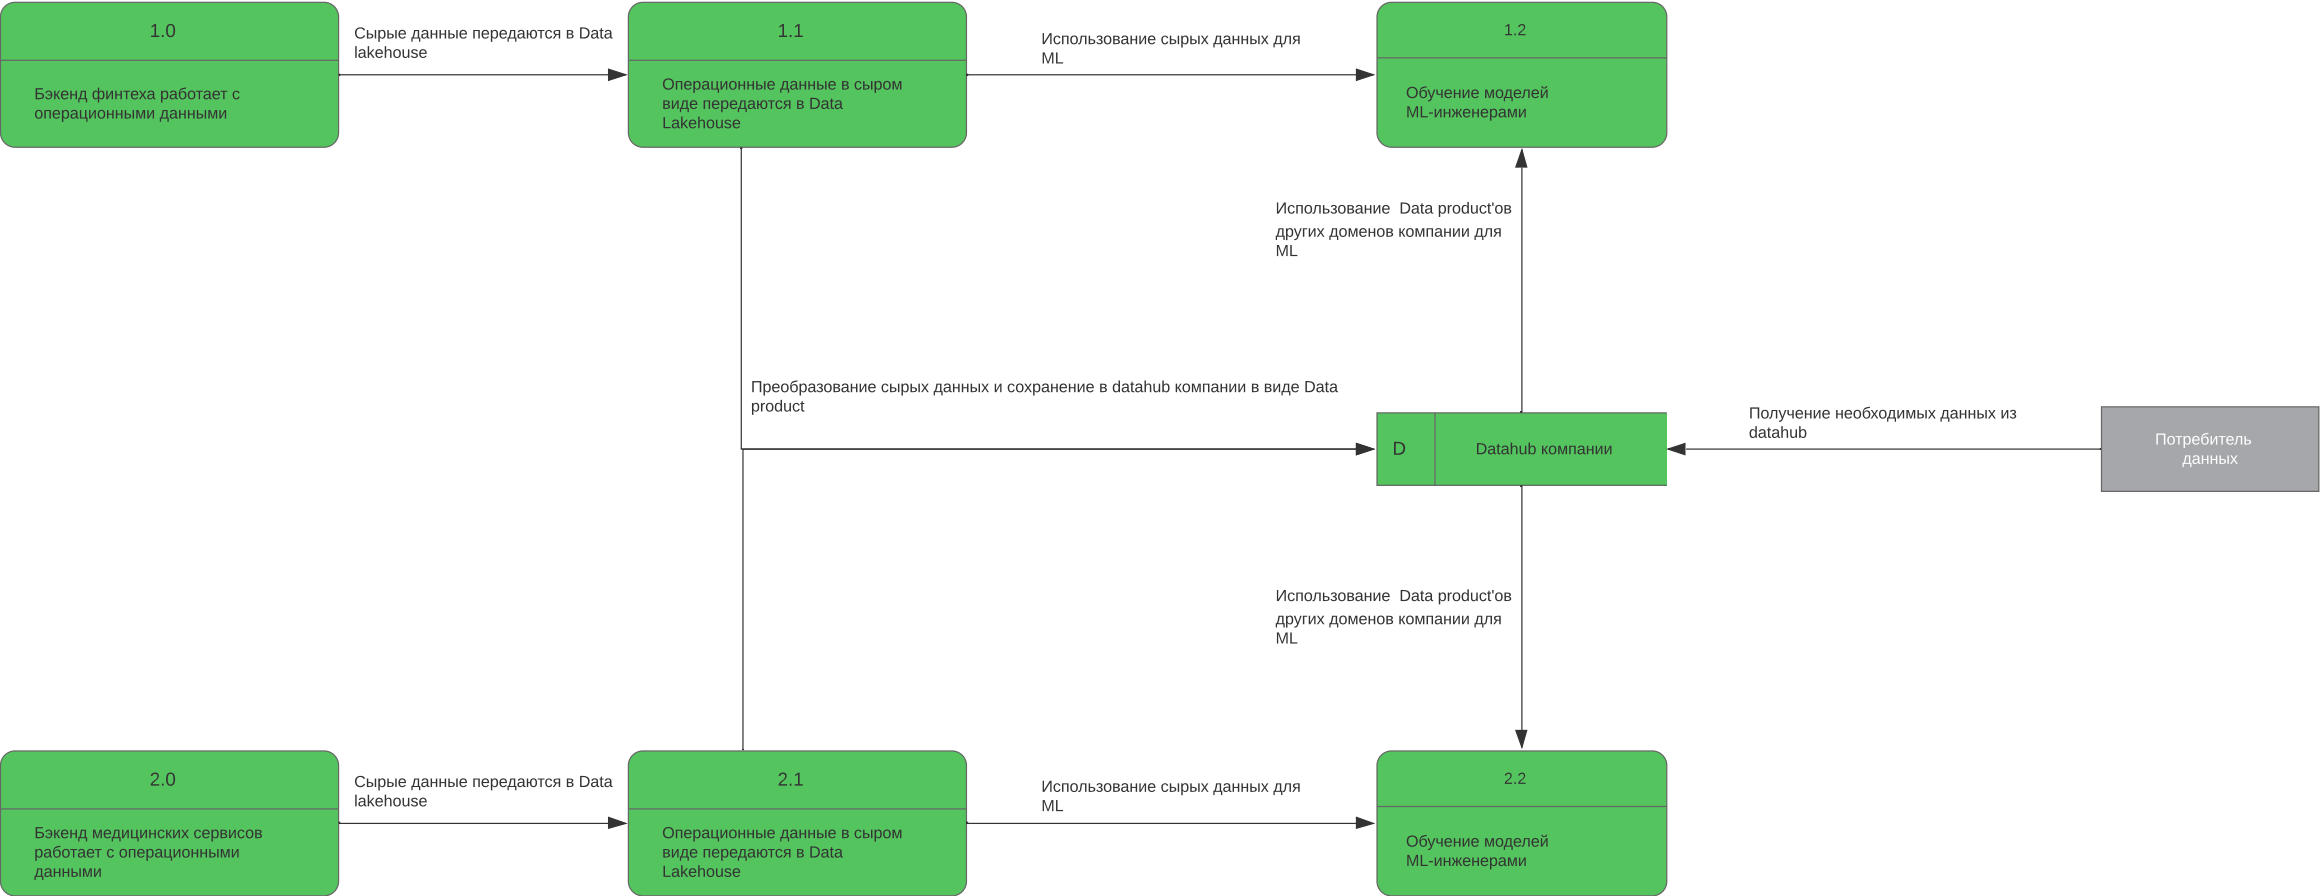 1.0
Бэкенд финтеха работает с
операционными данными
Сырые данные передаются в Data
lakehouse
1.1
Операционные данные в сыром
виде передаются в Data
Lakehouse
Использование сырых данных для
ML
1.2
Обучение моделей
ML-инженерами
Использование  Data product'ов
других доменов компании для
ML
Преобразование сырых данных и сохранение в datahub компании в виде Data
product
D
Datahub компании
Получение необходимых данных из
datahub
Потребитель
данных
Использование  Data product'ов
других доменов компании для
ML
2.0
Бэкенд медицинских сервисов
работает с операционными
данными
Сырые данные передаются в Data
lakehouse
2.1
Операционные данные в сыром
виде передаются в Data
Lakehouse
Использование сырых данных для
ML
2.2
Обучение моделей
ML-инженерами